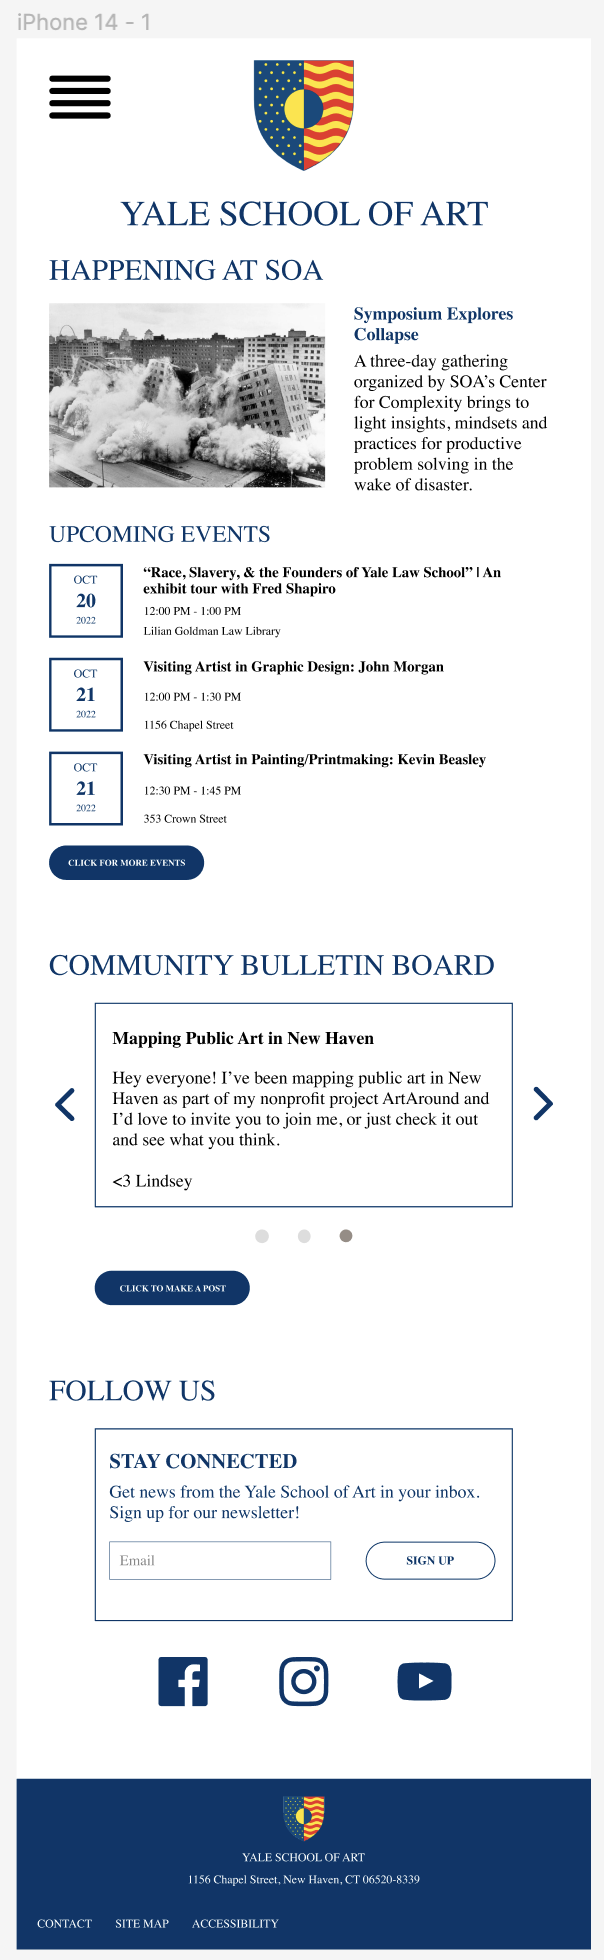 iPhone 14 - 1
YALE SCHOOL OF ART
HAPPENING AT SOA
Symposium Explores
Collapse
A three-day gathering
organized by SOA's Center
for Complexity brings to
light insights, mindsets and
practices for productive
problem solving in the
wake of disaster.
UPCOMING EVENTS
OCT
20
2022
“Race, Slavery, & the Founders of Yale Law School” | An
exhibit tour with Fred Shapiro
12:00 PM - 1:00 PM
Lilian Goldman Law Library
OCT
21
2022
Visiting Artist in Graphic Design: John Morgan
12:00 PM - 1:30 PM
1156 Chapel Street
OCT
21
2022
Visiting Artist in Painting/Printmaking: Kevin Beasley
12:30 PM - 1:45 PM
353 Crown Street
CLICK FOR MORE EVENTS
COMMUNITY BULLETIN BOARD
Mapping Public Art in New Haven
Hey everyone! I've been mapping public art in New
Haven as part of my nonprofit project ArtAround and
I'd love to invite you to join me, or just check it out
and see what you think.
<3 Lindsey
CLICK TO MAKE A POST
FOLLOW US
STAY CONNECTED
Get news from the Yale School of Art in your inbox.
Sign up for our newsletter!
Email
SIGN UP
YALE SCHOOL OF ART
1156 Chapel Street, New Haven, CT 06520-8339
CONTACT SITE MAP ACCESSIBILITY